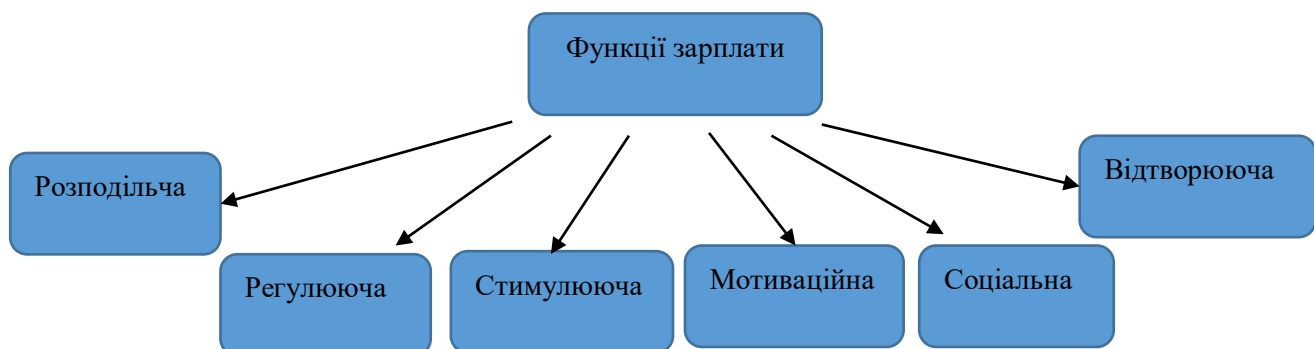 Функції зарплати
Розподільча
Регулююча
Стимулююча
Мотиваційна
Соціальна
Відтворююча